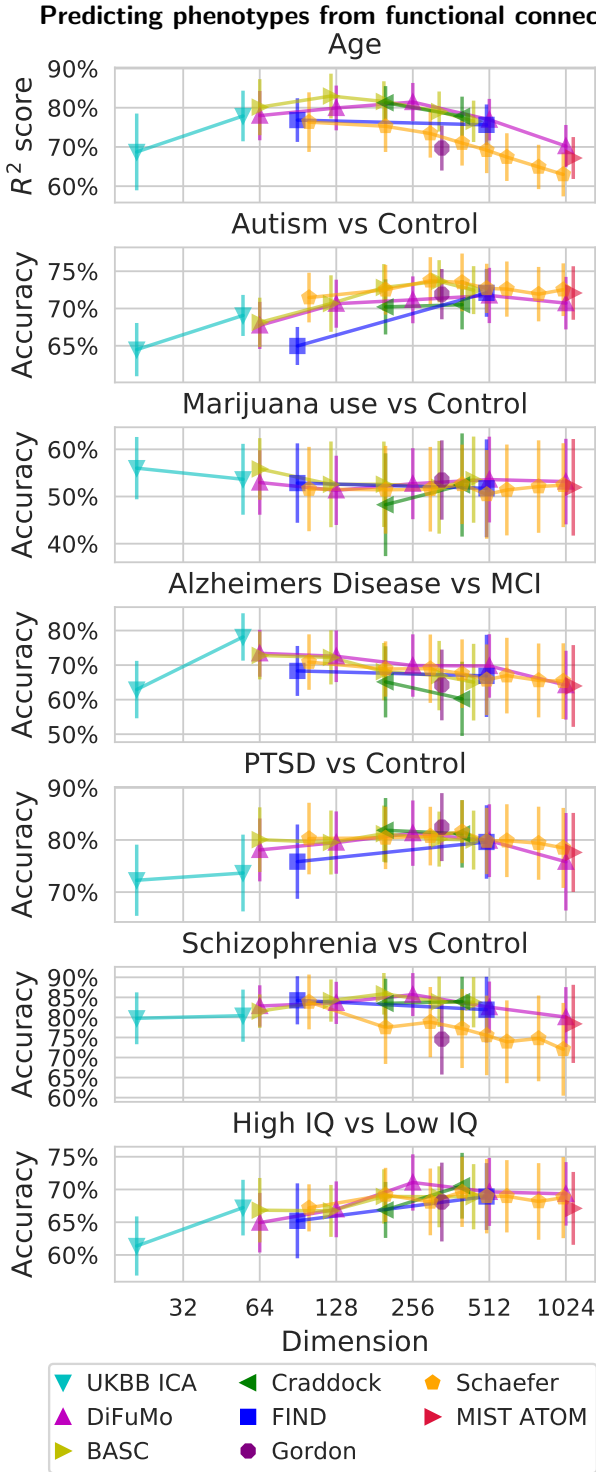 Predicting phenotypes from functional connec
Age
90%
80%
70%
60%
R² score
Autism vs Control
75%
70%
65%
Accuracy
Marijuana use vs Control
60%
50%
40%
Accuracy
Alzheimers Disease vs MCI
80%
70%
60%
50%
Accuracy
PTSD vs Control
90%
80%
70%
Accuracy
Schizophrenia vs Control
90%
85%
80%
75%
70%
65%
60%
Accuracy
High IQ vs Low IQ
75%
70%
65%
60%
Accuracy
32 64 128 256 512 1024
Dimension
UKBB ICA Craddock Schaefer
DiFuMo FIND MIST ATOM
BASC Gordon